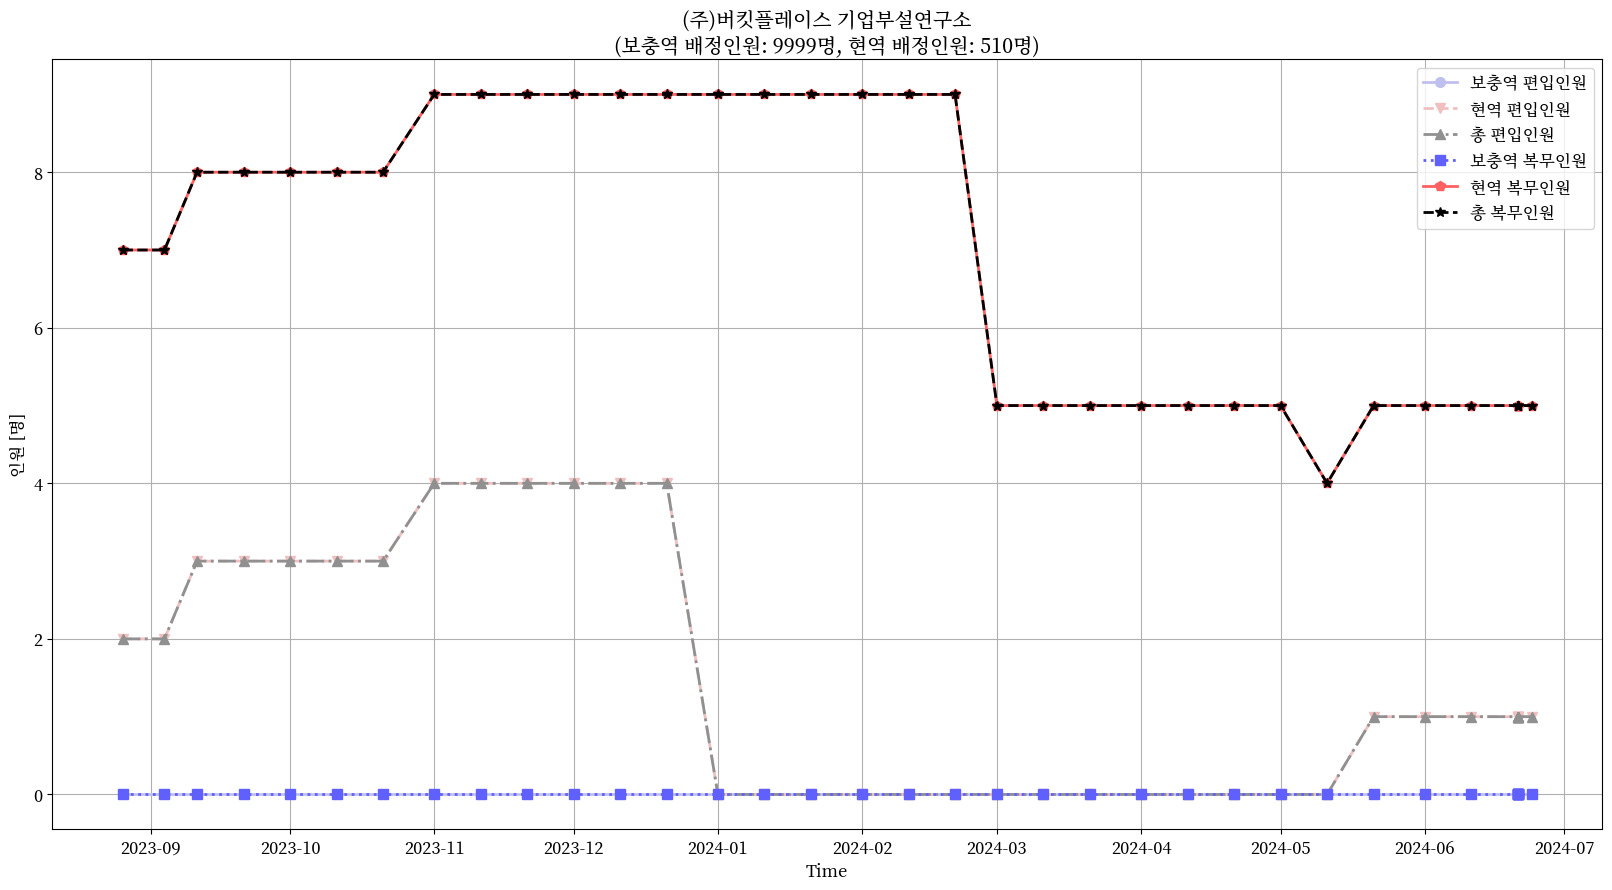 (주)버킷플레이스 기업부설연구소
(보충역 배정인원: 9999명, 현역 배정인원: 510명)
보충역 편입인원
현역 편입인원
총 편입인원
보충역 복무인원
현역 복무인원
총 복무인원
인원 [명]
8
6
4
2
0
2023-09 2023-10 2023-11 2023-12 2024-01 2024-02 2024-03 2024-04 2024-05 2024-06 2024-07
Time